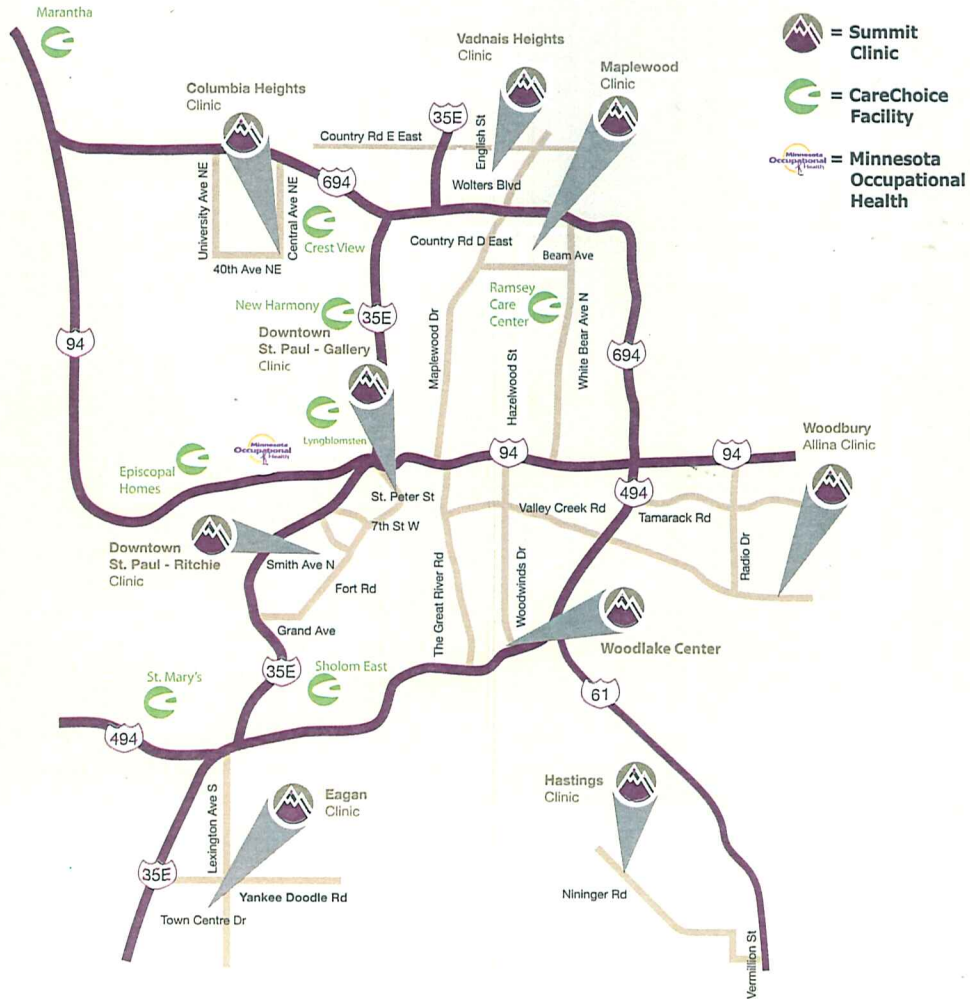 Marantha
Vadnais Heights
Clinic
Maplewood
Clinic
Columbia Heights
Clinic
= Summit
Clinic
= CareChoice
Facility
Minnesota
Occupational
Health
= Minnesota
Occupational
Health
35E
Country Rd E East
English St
Wolters Blvd
694
University Ave NE
Central Ave NE
Crest View
40th Ave NE
Country Rd D East
Beam Ave
New Harmony
35E
Ramsey
Care
Center
Downtown
St. Paul - Gallery
Clinic
94
Maplewood Dr
Hazelwood St
White Bear Ave N
694
Lyngblomsten
Minnesota
Occupational
Health
Episcopal
Homes
94
94
Woodbury
Allina Clinic
494
St. Peter St
7th St W
Valley Creek Rd
Tamarack Rd
Radio Dr
Downtown
St. Paul - Ritchie
Clinic
Smith Ave N
Fort Rd
Grand Ave
The Great River Rd
Woodwinds Dr
Woodlake Center
35E
Sholom East
St. Mary's
61
494
Hastings
Clinic
Eagan
Clinic
Lexington Ave S
35E
Yankee Doodle Rd
Town Centre Dr
Nininger Rd
Vermillion St